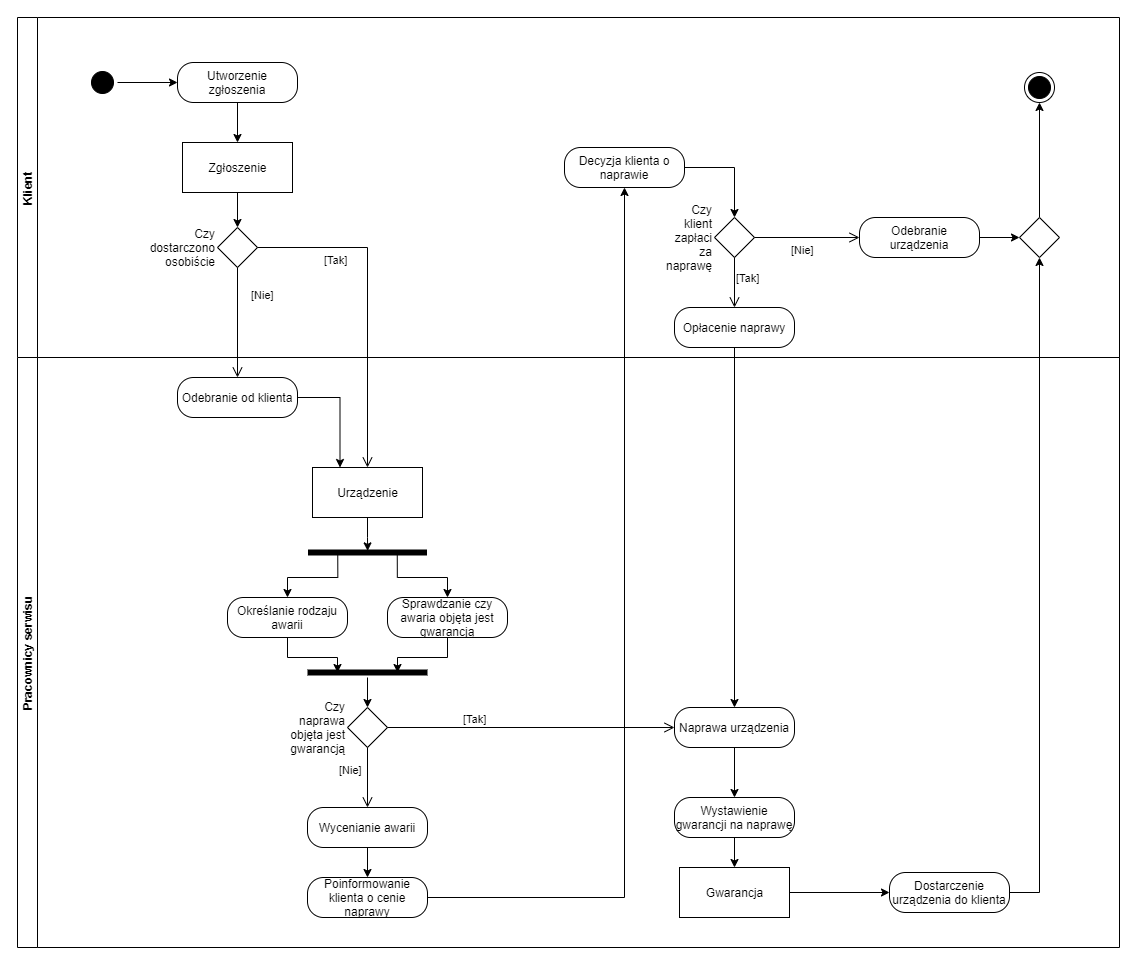 Klient
Utworzenie
zgłoszenia
Zgłoszenie
Czy
dostarczono
osobiście
[Tak]
[Nie]
Decyzja klienta o
naprawie
Czy
klient
zapłaci
za
naprawę
[Nie]
[Tak]
Odebranie
urządzenia
Opłacenie naprawy
Pracownicy serwisu
Odebranie od klienta
Urządzenie
Określanie rodzaju
awarii
Sprawdzanie czy
awaria objęta jest
gwarancja
Czy
naprawa
objęta jest
gwarancją
[Tak]
[Nie]
Wycenianie awarii
Poinformowanie
klienta o cenie
naprawy
Naprawa urządzenia
Wystawienie
gwarancji na naprawę
Gwarancja
Dostarczenie
urządzenia do klienta